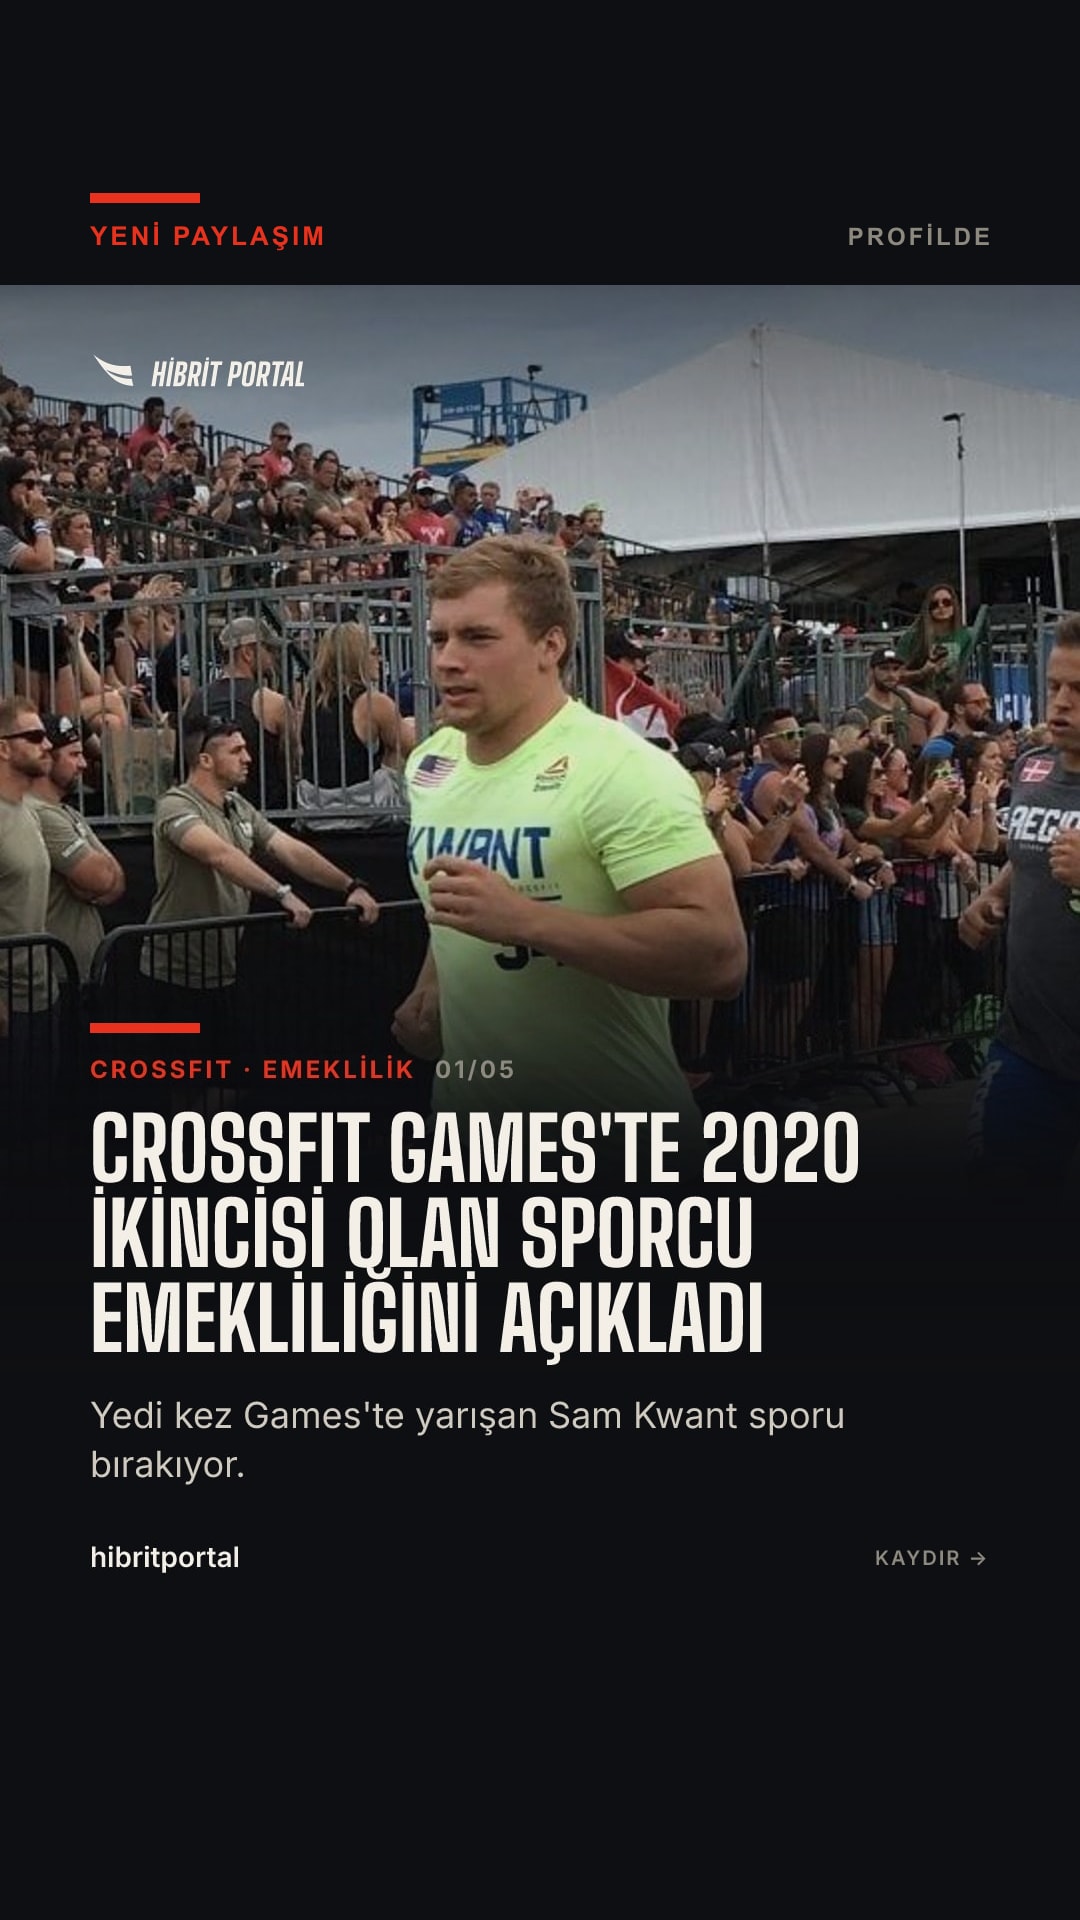 YENİ PAYLAŞIM
PROFİLDE
HİBRİT PORTAL
KWANT
CROSSFIT · EMEKLİLİK 01/05
CROSSFIT GAMES'TE 2020
İKİNCİSİ OLAN SPORCU
EMEKLİLİĞİNİ AÇIKLADI
Yedi kez Games'te yarışan Sam Kwant sporu
bırakıyor.
hibritportal
KAYDIR →